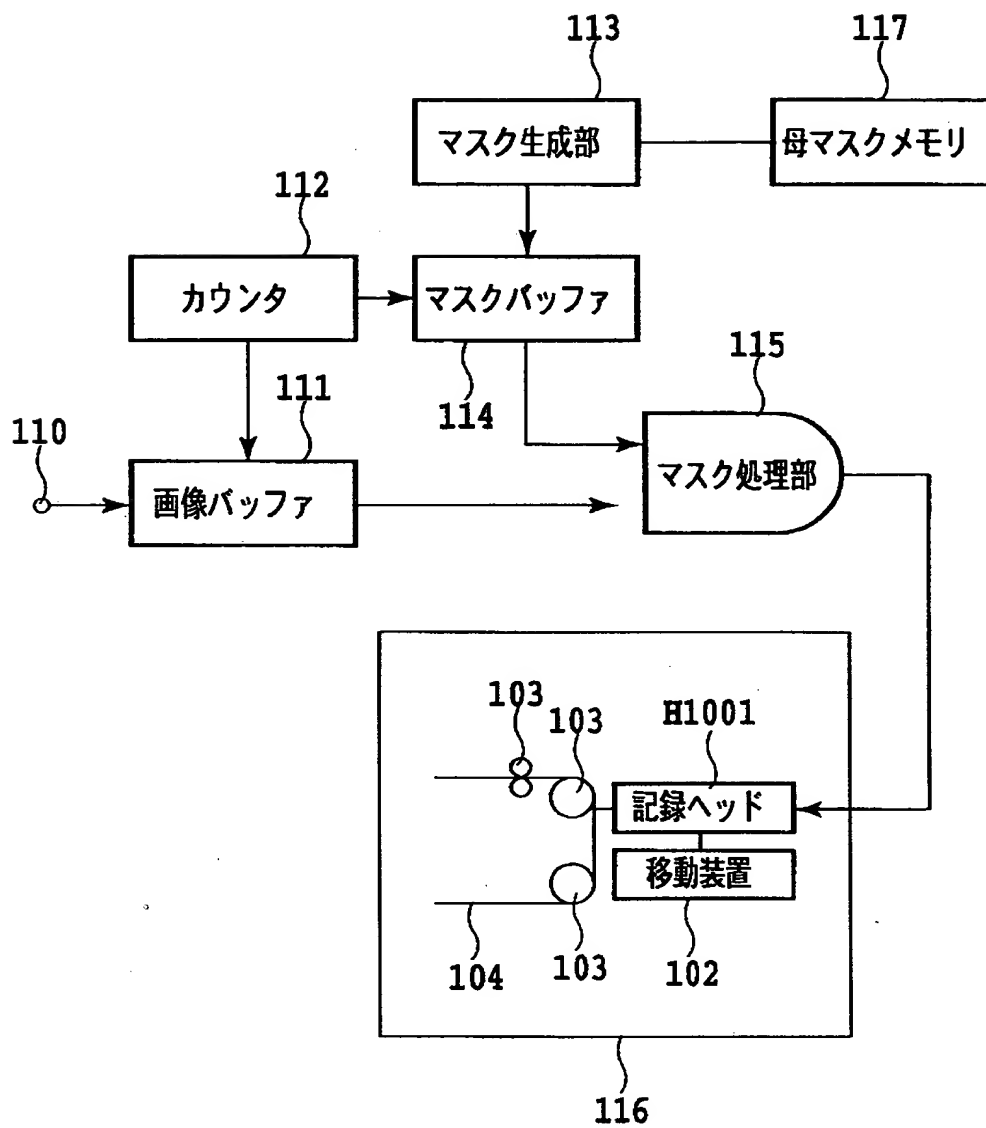 113
117
マスク生成部
母マスクメモリ
112
カウンタ
マスクバッファ
115
111
114
110
画像バッファ
マスク処理部
103
103
H1001
記録ヘッド
移動装置
104
103
102
116